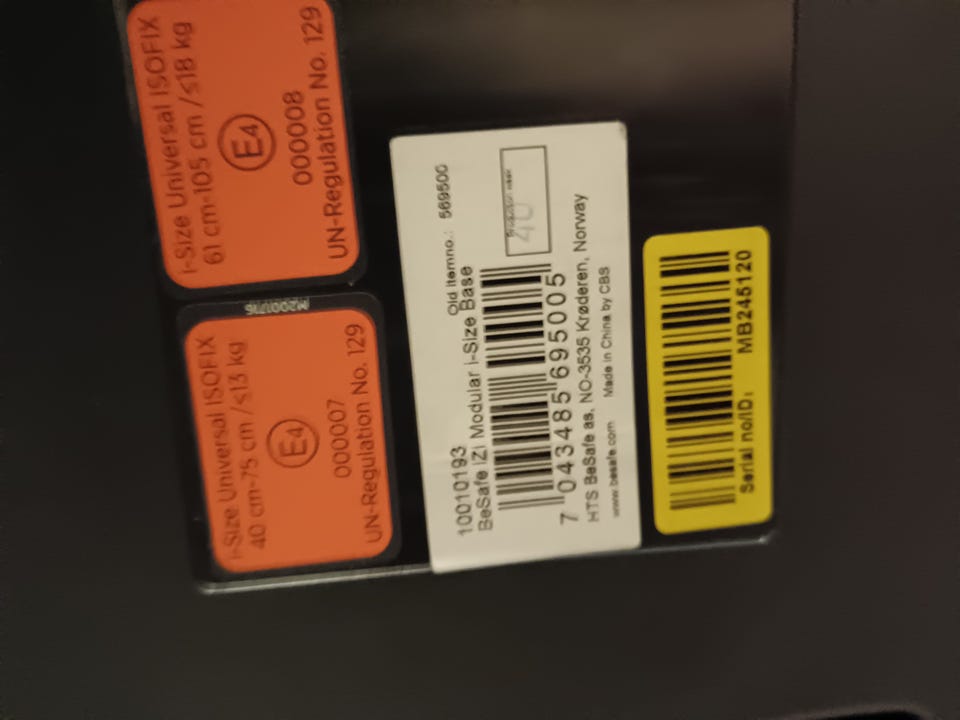 i-Size Universal ISOFIX
61 cm-105 cm /≤18 kg
E4
000008
UN-Regulation No. 129
i-Size Universal ISOFIX
40 cm-75 cm /≤13 kg
E4
000007
UN-Regulation No. 129
M2001716
Old itemno.: 569500
10010193
BeSafe iZi Modular i-Size Base
Production week
40
7 043485 695005
HTS BeSafe as, NO-3535 Krøderen, Norway
www.besafe.com Made in China by CBS
Serial no/ID: MB245120